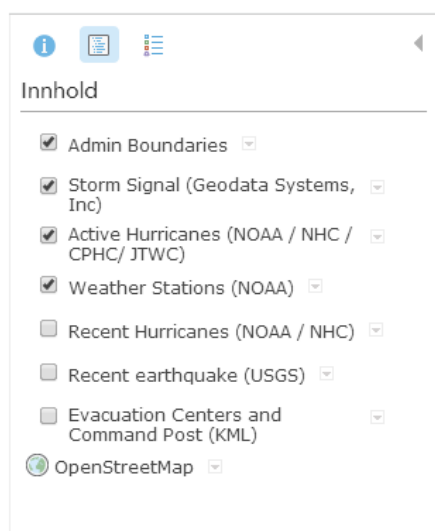 Innhold
Admin Boundaries
Storm Signal (Geodata Systems,
Inc)
Active Hurricanes (NOAA / NHC /
CPHC/ JTWC)
Weather Stations (NOAA)
Recent Hurricanes (NOAA / NHC)
Recent earthquake (USGS)
Evacuation Centers and
Command Post (KML)
OpenStreetMap